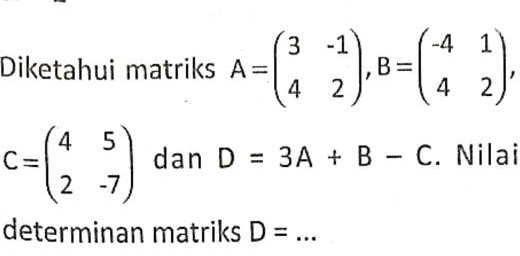 Diketahui matriks A = (3 -1), B = (-4 1),
(4 2) (4 2)
C = (4 5) dan D = 3A + B – C. Nilai
(2 -7)
determinan matriks D = ...